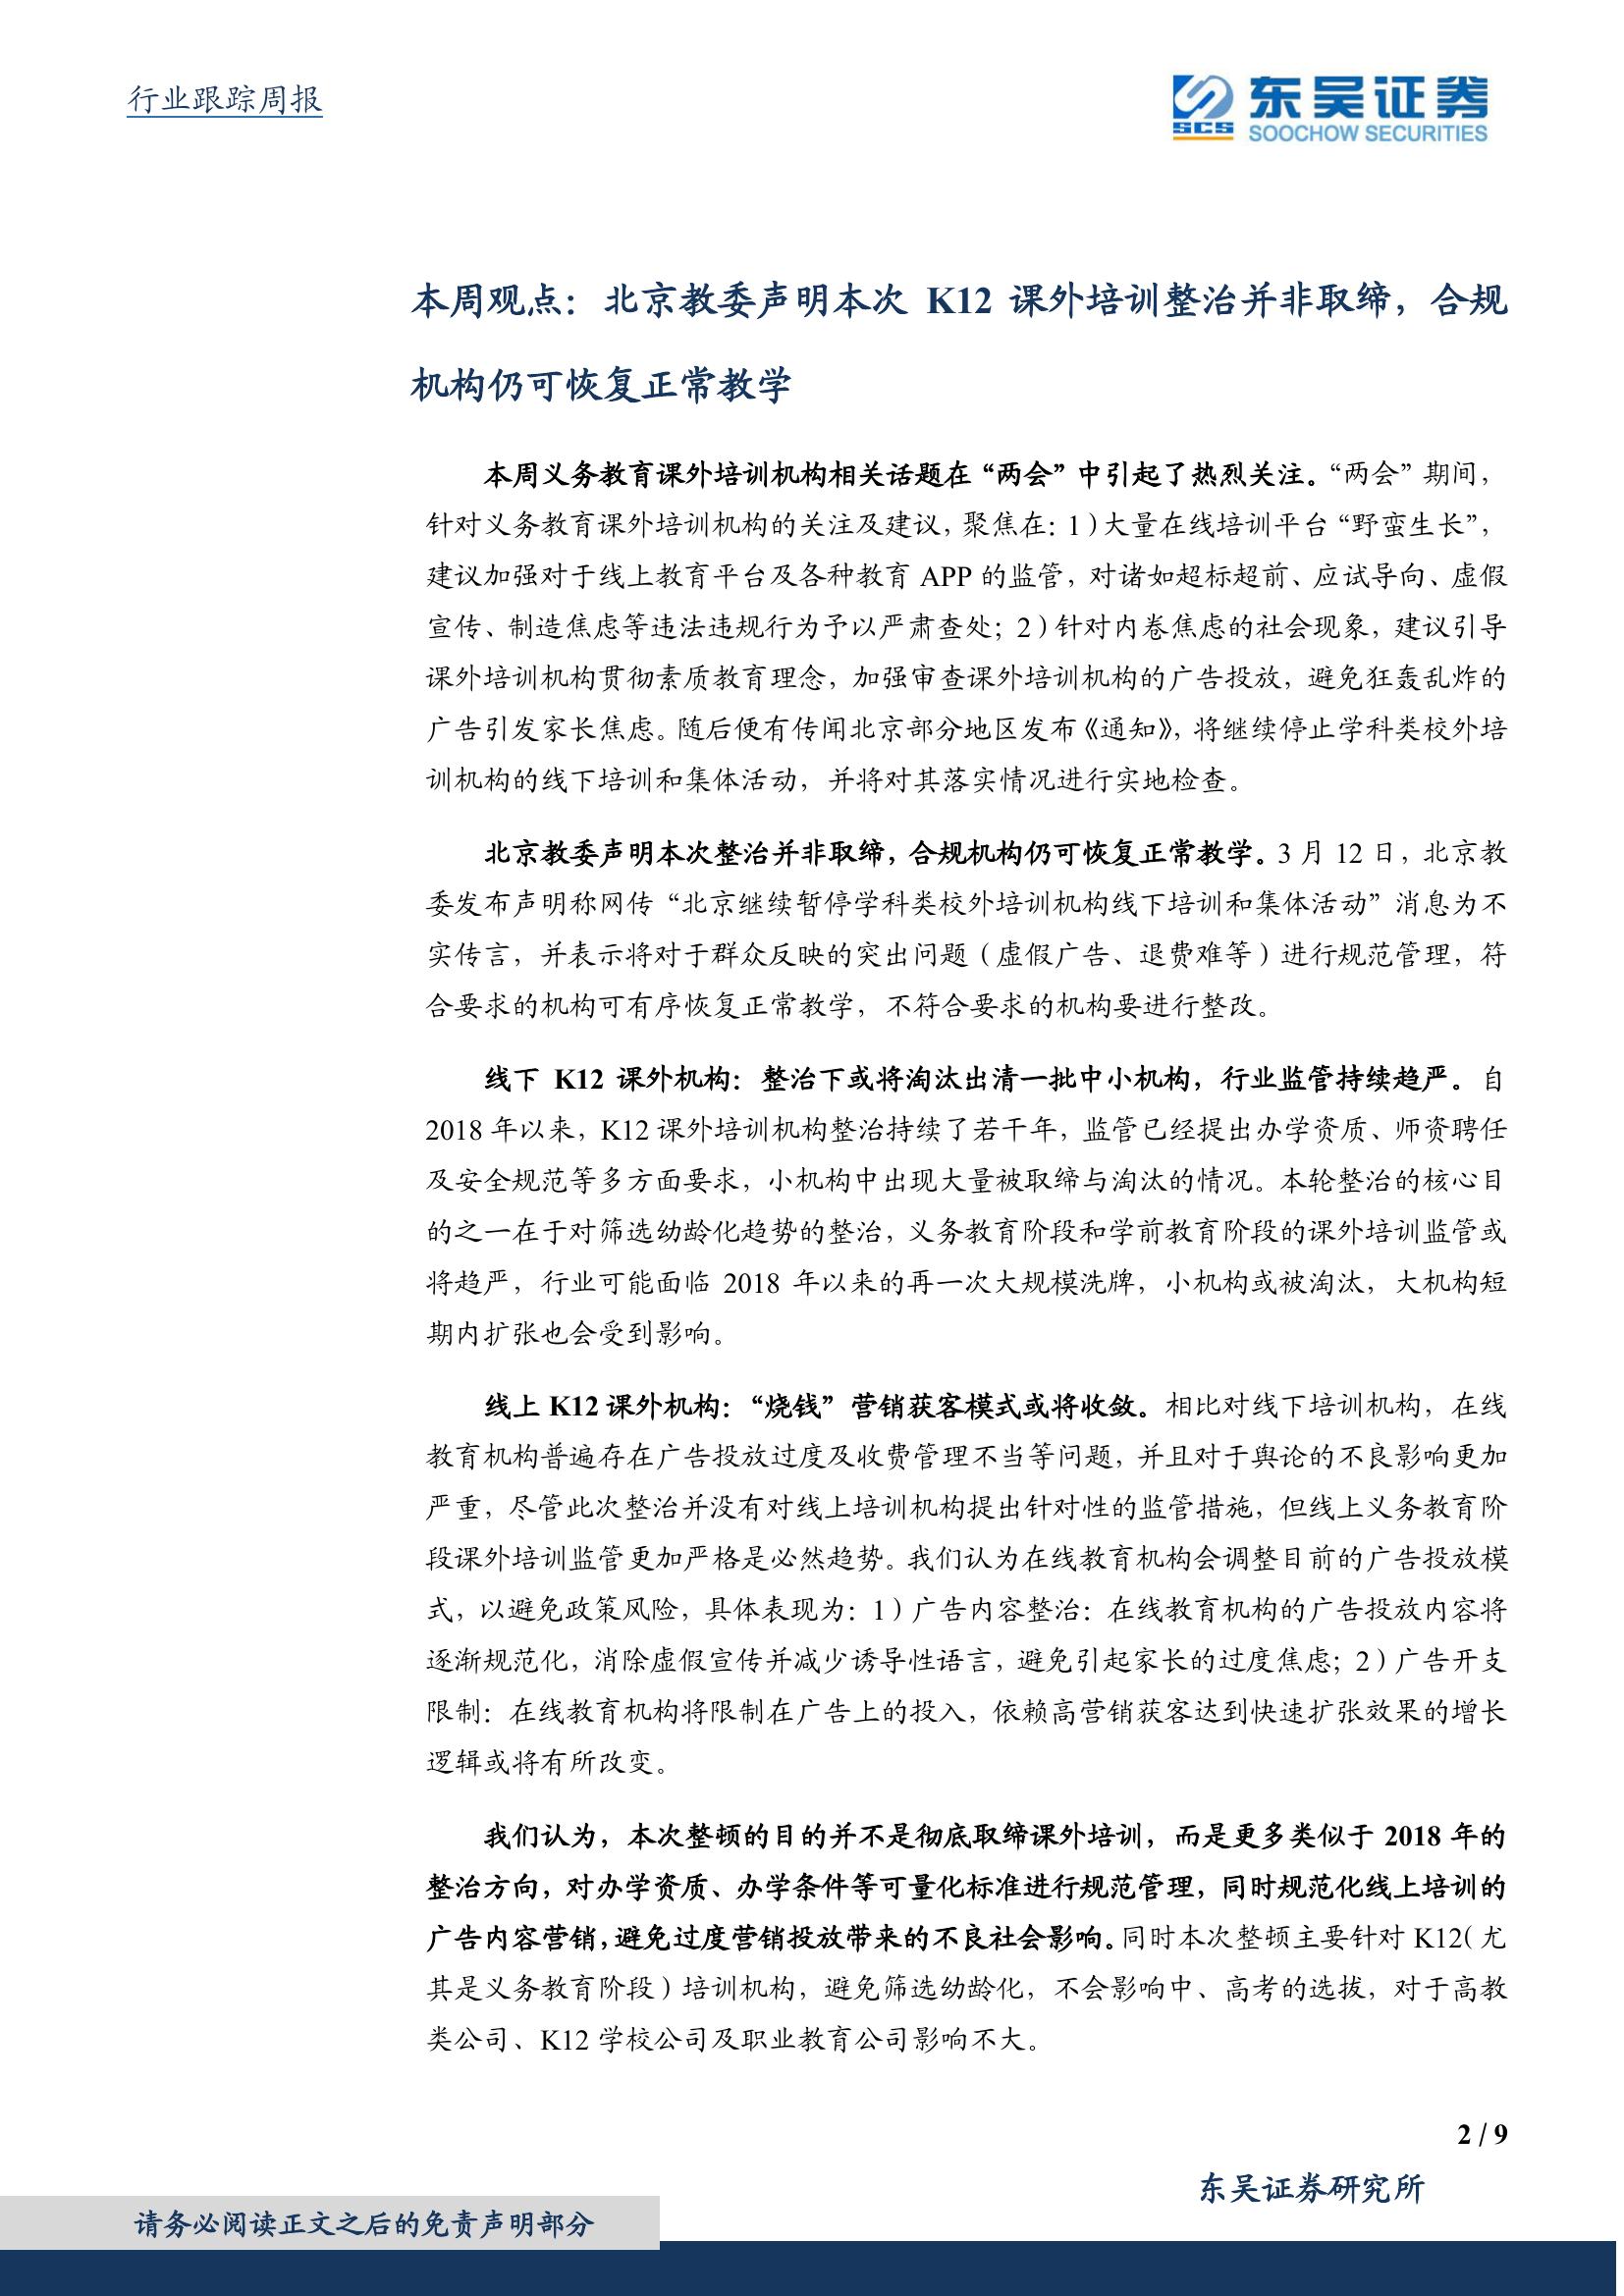 行业跟踪周报
东吴证券
SCS
SOOCHOW SECURITIES
本周观点：北京教委声明本次 K12 课外培训整治并非取缔，合规
机构仍可恢复正常教学
本周义务教育课外培训机构相关话题在“两会”中引起了热烈关注。“两会”期间，
针对义务教育课外培训机构的关注及建议，聚焦在：1）大量在线培训平台“野蛮生长”，
建议加强对于线上教育平台及各种教育 APP 的监管，对诸如超标超前、应试导向、虚假
宣传、制造焦虑等违法违规行为予以严肃查处；2）针对内卷焦虑的社会现象，建议引导
课外培训机构贯彻素质教育理念，加强审查课外培训机构的广告投放，避免狂轰乱炸的
广告引发家长焦虑。随后便有传闻北京部分地区发布《通知》，将继续停止学科类校外培
训机构的线下培训和集体活动，并将对其落实情况进行实地检查。
北京教委声明本次整治并非取缔，合规机构仍可恢复正常教学。3 月 12 日，北京教
委发布声明称网传“北京继续暂停学科类校外培训机构线下培训和集体活动”消息为不
实传言，并表示将对于群众反映的突出问题（虚假广告、退费难等）进行规范管理，符
合要求的机构可有序恢复正常教学，不符合要求的机构要进行整改。
线下 K12 课外机构：整治下或将淘汰出清一批中小机构，行业监管持续趋严。自
2018 年以来，K12 课外培训机构整治持续了若干年，监管已经提出办学资质、师资聘任
及安全规范等多方面要求，小机构中出现大量被取缔与淘汰的情况。本轮整治的核心目
的之一在于对筛选幼龄化趋势的整治，义务教育阶段和学前教育阶段的课外培训监管或
将趋严，行业可能面临 2018 年以来的再一次大规模洗牌，小机构或被淘汰，大机构短
期内扩张也会受到影响。
线上 K12 课外机构：“烧钱”营销获客模式或将收敛。相比对线下培训机构，在线
教育机构普遍存在广告投放过度及收费管理不当等问题，并且对于舆论的不良影响更加
严重，尽管此次整治并没有对线上培训机构提出针对性的监管措施，但线上义务教育阶
段课外培训监管更加严格是必然趋势。我们认为在线教育机构会调整目前的广告投放模
式，以避免政策风险，具体表现为：1）广告内容整治：在线教育机构的广告投放内容将
逐渐规范化，消除虚假宣传并减少诱导性语言，避免引起家长的过度焦虑；2）广告开支
限制：在线教育机构将限制在广告上的投入，依赖高营销获客达到快速扩张效果的增长
逻辑或将有所改变。
我们认为，本次整顿的目的并不是彻底取缔课外培训，而是更多类似于 2018 年的
整治方向，对办学资质、办学条件等可量化标准进行规范管理，同时规范化线上培训的
广告内容营销，避免过度营销投放带来的不良社会影响。同时本次整顿主要针对 K12（尤
其是义务教育阶段）培训机构，避免筛选幼龄化，不会影响中、高考的选拔，对于高教
类公司、K12 学校公司及职业教育公司影响不大。
2 / 9
东吴证券研究所
请务必阅读正文之后的免责声明部分